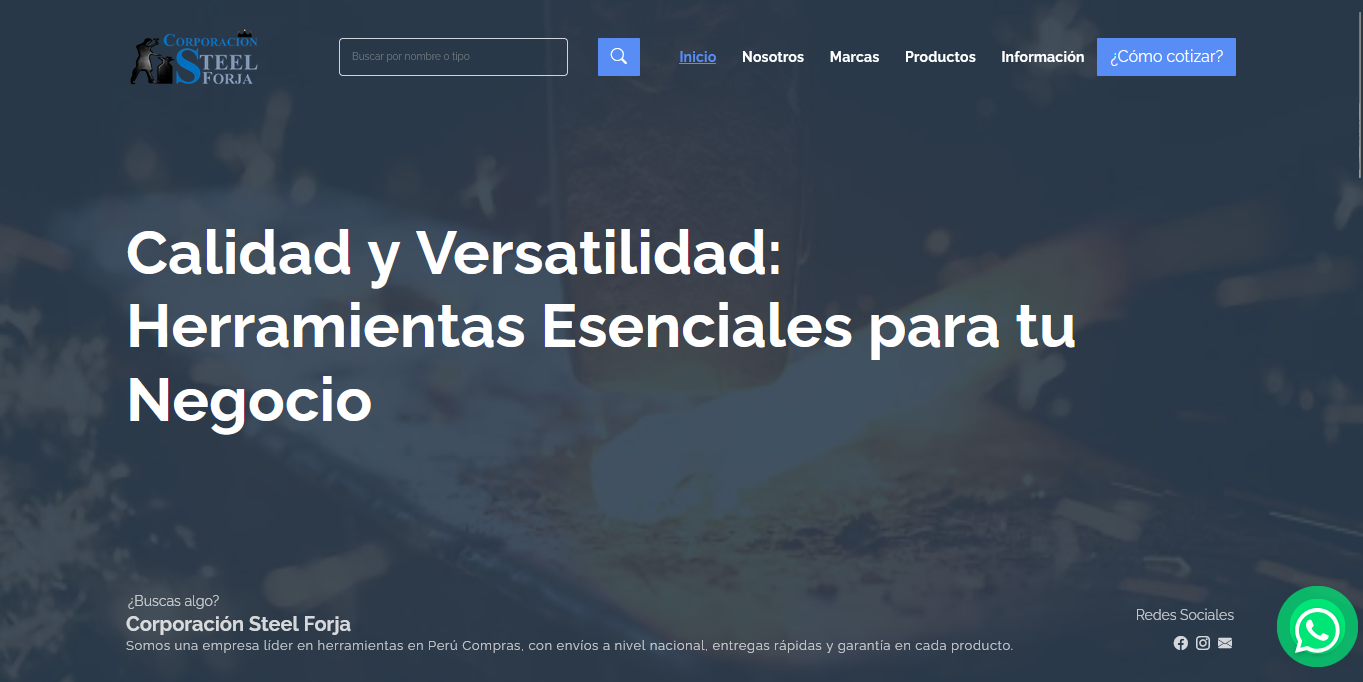 CORPORACIÓN
STEEL
FORJA
Buscar por nombre o tipo
Inicio
Nosotros
Marcas
Productos
Información
¿Cómo cotizar?
Calidad y Versatilidad:
Herramientas Esenciales para tu
Negocio
¿Buscas algo?
Corporación Steel Forja
Somos una empresa líder en herramientas en Perú Compras, con envíos a nivel nacional, entregas rápidas y garantía en cada producto.
Redes Sociales